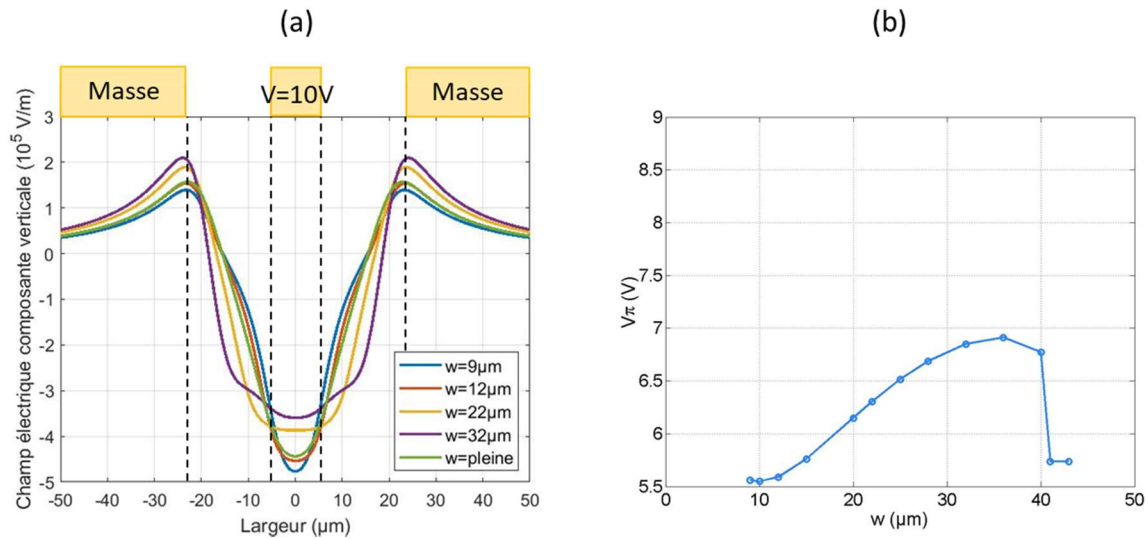 (a)
(b)
Masse
V=10V
Masse
Champ électrique composante verticale (10⁵ V/m)
3
2
1
0
-1
-2
-3
-4
-5
-50
-40
-30
-20
-10
0
10
20
30
40
50
Largeur (µm)
w=9µm
w=12µm
w=22µm
w=32µm
w=pleine
Vπ (V)
9
8.5
8
7.5
7
6.5
6
5.5
0
10
20
30
40
50
w (µm)